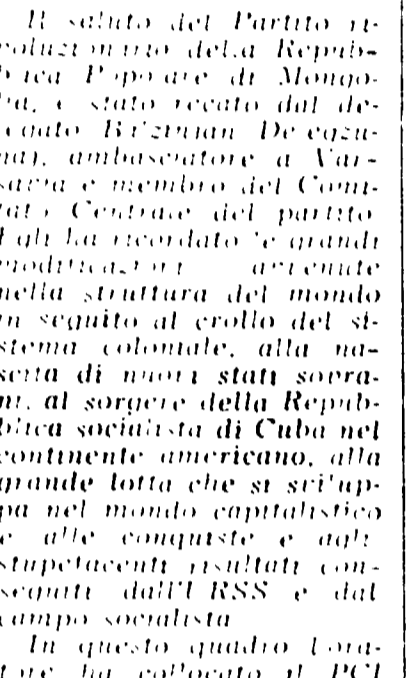 Il saluto del Partito ri-
voluzionario della Repub-
blica Popolare di Mongo-
lia, è stato recato dal de-
legato
na), ambasciatore a Var-
savia e membro del Comi-
tato Centrale del partito
Egli ha ricordato le grandi
modificazioni avvenute
nella struttura del mondo
in seguito al crollo del si-
stema coloniale, alla na-
scita di nuovi stati sovra-
ni, al sorgere della Repub-
blica socialista di Cuba nel
continente americano, alla
grande lotta che si svilup-
pa nel mondo capitalistico
e alle conquiste e agli
stupefacenti risultati con-
seguiti dall'URSS e dal
campo socialista
In questo quadro l'ora-
tore ha collocato il PCI